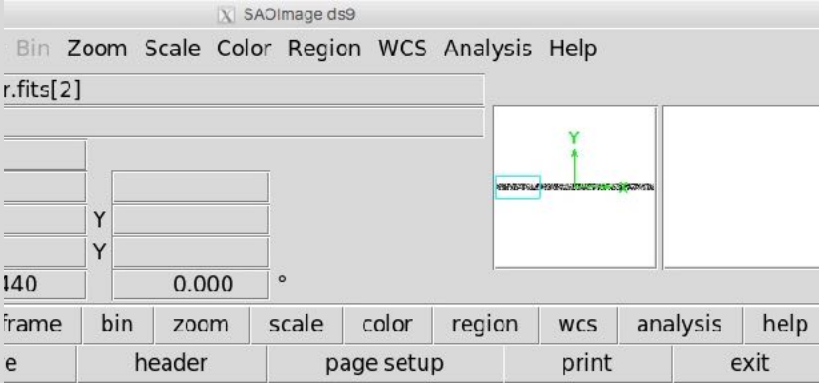 SAOImage ds9
Bin Zoom Scale Color Region WCS Analysis Help
r.fits[2]
Y
X
Y
Y
440 0.000 °
frame bin zoom scale color region wcs analysis help
e header page setup print exit